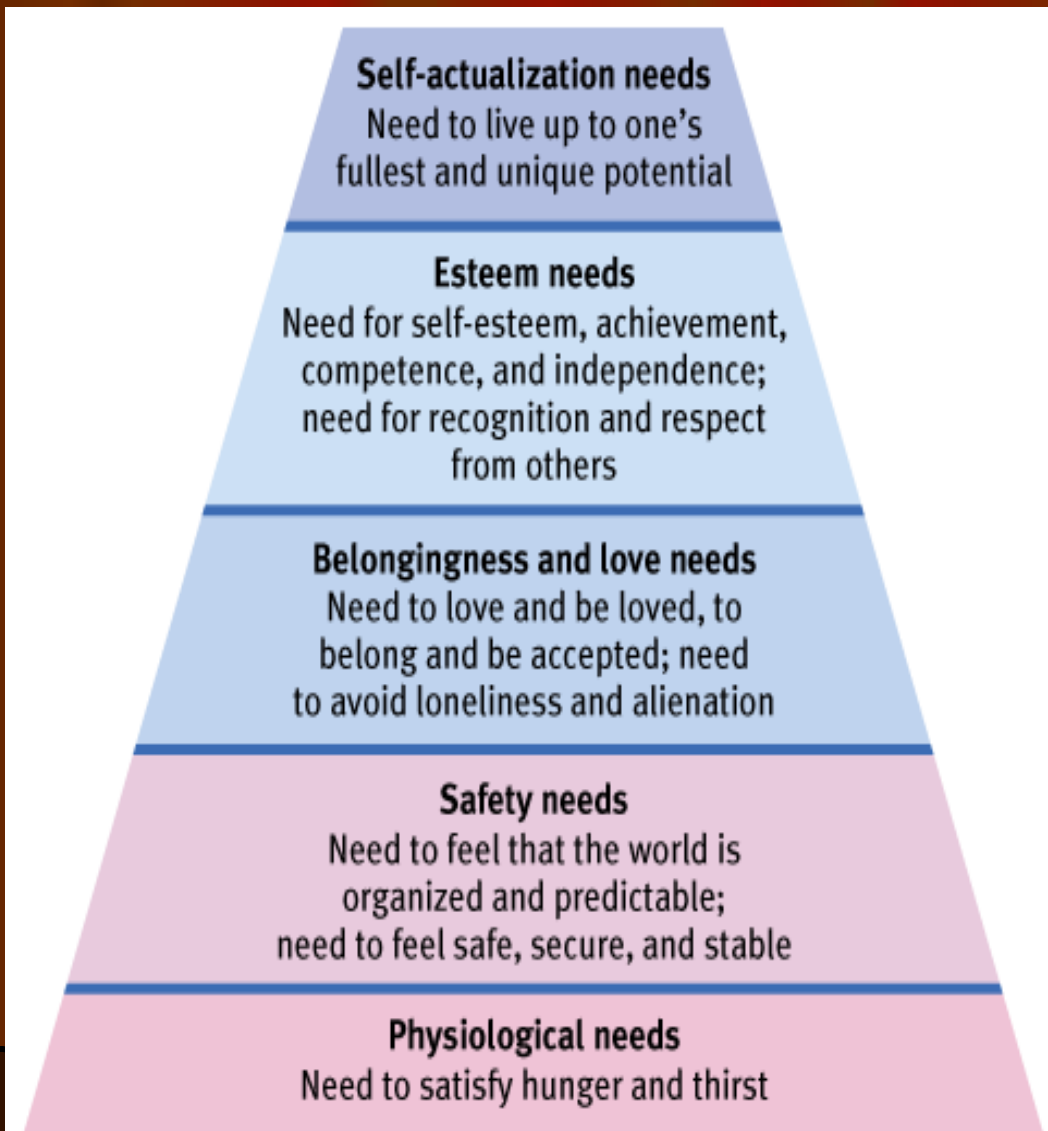 Self-actualization needs
Need to live up to one’s
fullest and unique potential
Esteem needs
Need for self-esteem, achievement,
competence, and independence;
need for recognition and respect
from others
Belongingness and love needs
Need to love and be loved, to
belong and be accepted; need
to avoid loneliness and alienation
Safety needs
Need to feel that the world is
organized and predictable;
need to feel safe, secure, and stable
Physiological needs
Need to satisfy hunger and thirst